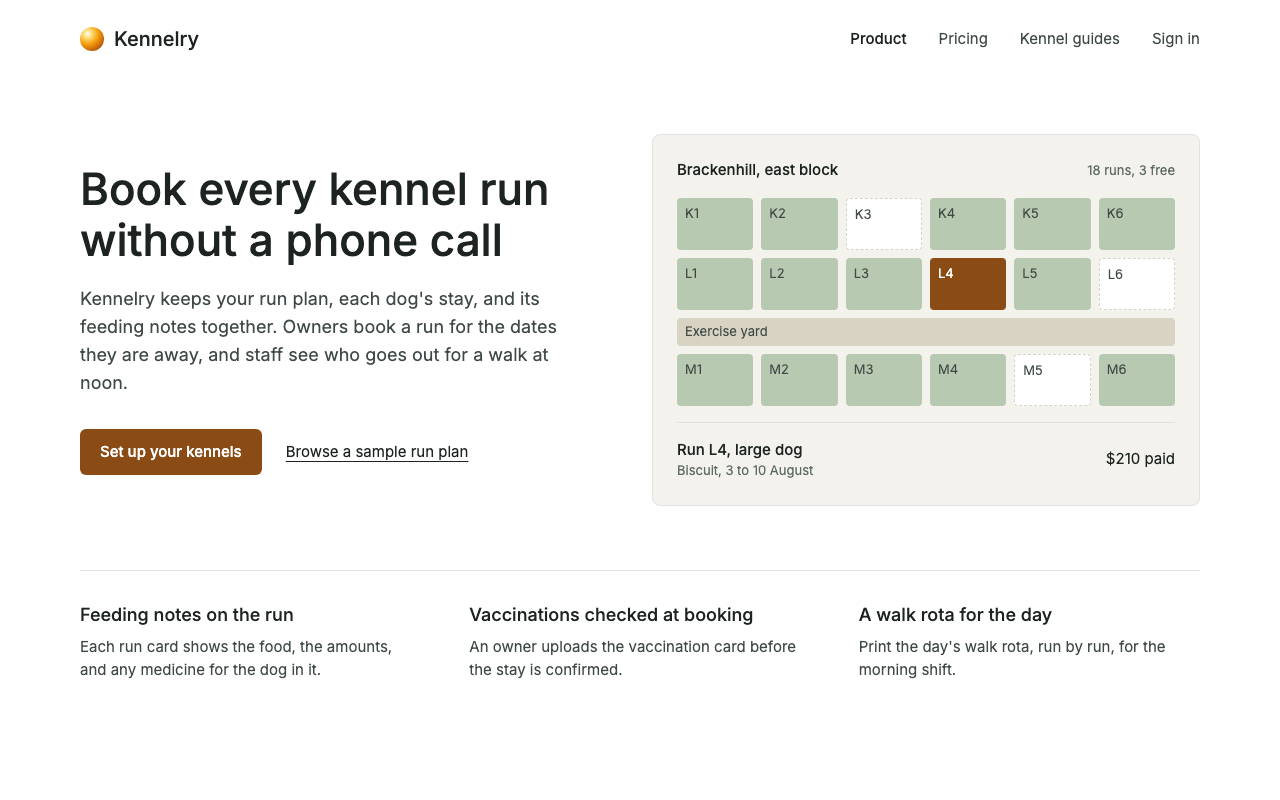 Kennelry
Product
Pricing
Kennel guides
Sign in
Book every kennel run
without a phone call
Kennelry keeps your run plan, each dog's stay, and its
feeding notes together. Owners book a run for the dates
they are away, and staff see who goes out for a walk at
noon.
Set up your kennels
Browse a sample run plan
Brackenhill, east block
18 runs, 3 free
K1
K2
K3
K4
K5
K6
L1
L2
L3
L4
L5
L6
Exercise yard
M1
M2
M3
M4
M5
M6
Run L4, large dog
Biscuit, 3 to 10 August
$210 paid
Feeding notes on the run
Each run card shows the food, the amounts,
and any medicine for the dog in it.
Vaccinations checked at booking
An owner uploads the vaccination card before
the stay is confirmed.
A walk rota for the day
Print the day's walk rota, run by run, for the
morning shift.